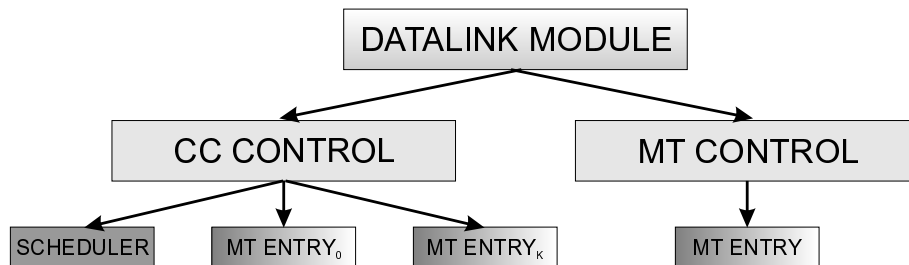 DATALINK MODULE
CC CONTROL
MT CONTROL
SCHEDULER
MT ENTRY₀
MT ENTRYₖ
MT ENTRY